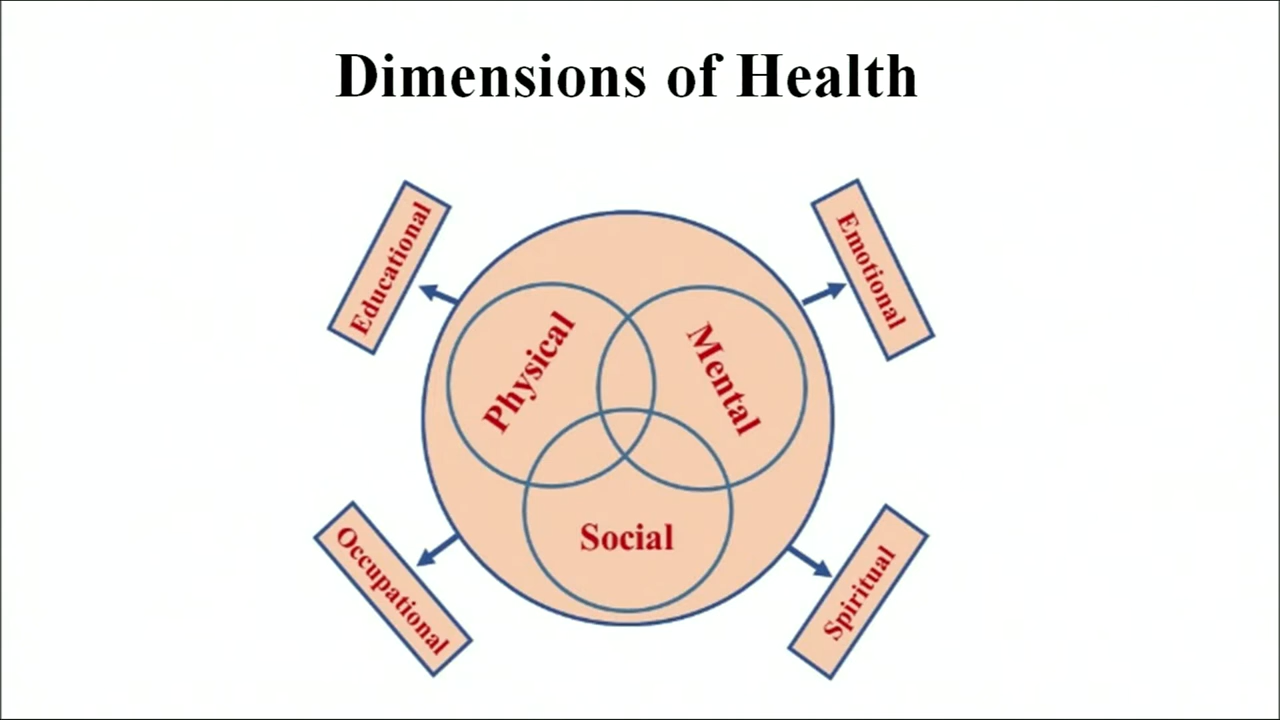 Dimensions of Health
Educational
Emotional
Physical
Mental
Social
Occupational
Spiritual